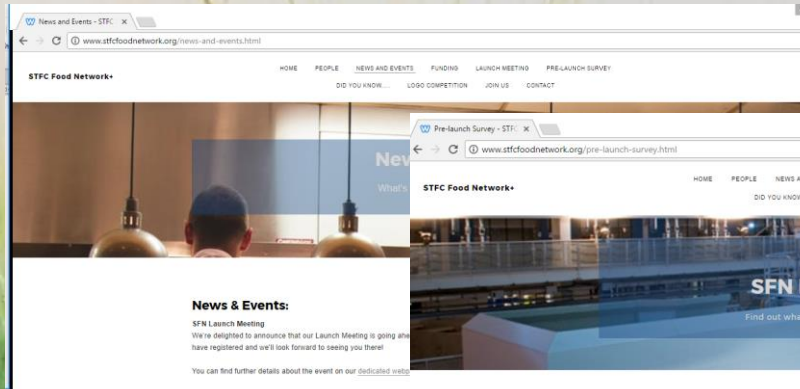 News and Events - STFC
www.stfcfoodnetwork.org/news-and-events.html
STFC Food Network+
HOME PEOPLE NEWS AND EVENTS FUNDING LAUNCH MEETING PRE-LAUNCH SURVEY
DID YOU KNOW.... LOGO COMPETITION JOIN US CONTACT
What's
News & Events:
SFN Launch Meeting
We're delighted to announce that our Launch Meeting is going
have registered and we'll look forward to seeing you there!
You can find further details about the event on our dedicated
Pre-launch Survey - STFC
www.stfcfoodnetwork.org/pre-launch-survey.html
STFC Food Network+
HOME PEOPLE NEWS
DID YOU
SFN
Find out